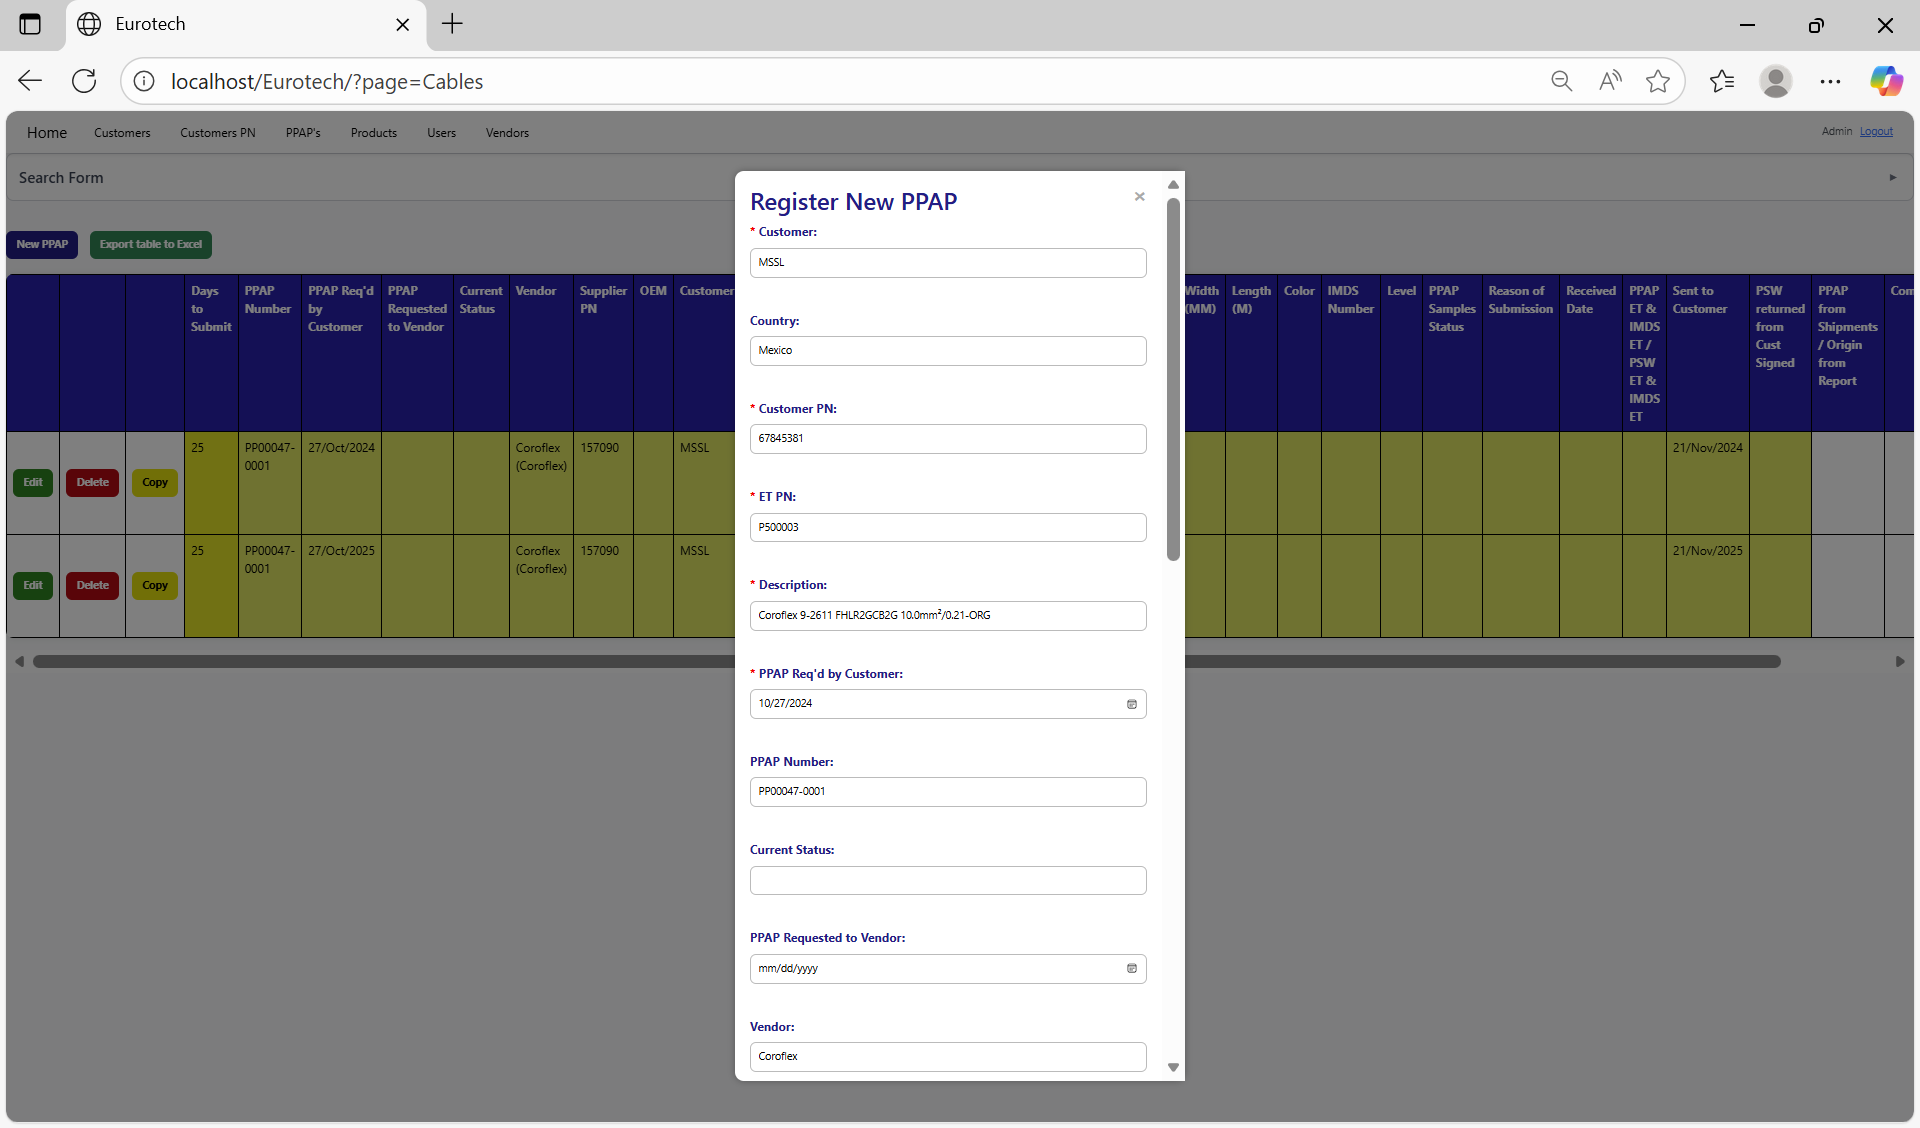 Eurotech
localhost/Eurotech/?page=Cables
Home Customers Customers PN PPAP's Products Users Vendors Admin Logout
Search Form
New PPAP Export table to Excel
Days to Submit
PPAP Number
PPAP Req'd by Customer
PPAP Requested to Vendor
Current Status
Vendor
Supplier PN
OEM
Customer
Width (MM)
Length (M)
Color
IMDS Number
Level
PPAP Samples Status
Reason of Submission
Received Date
PPAP ET & IMDS ET / PSW ET & IMDS ET
Sent to Customer
PSW returned from Cust Signed
PPAP from Shipments / Origin from Report
Com
Edit Delete Copy 25 PP00047-0001 27/Oct/2024 Coroflex (Coroflex) 157090 MSSL 21/Nov/2024
Edit Delete Copy 25 PP00047-0001 27/Oct/2025 Coroflex (Coroflex) 157090 MSSL 21/Nov/2025
Register New PPAP
* Customer:
MSSL
Country:
Mexico
* Customer PN:
67845381
* ET PN:
P500003
* Description:
Coroflex 9-2611 FHLR2GCB2G 10.0mm²/0.21-ORG
* PPAP Req'd by Customer:
10/27/2024
PPAP Number:
PP00047-0001
Current Status:
PPAP Requested to Vendor:
mm/dd/yyyy
Vendor:
Coroflex